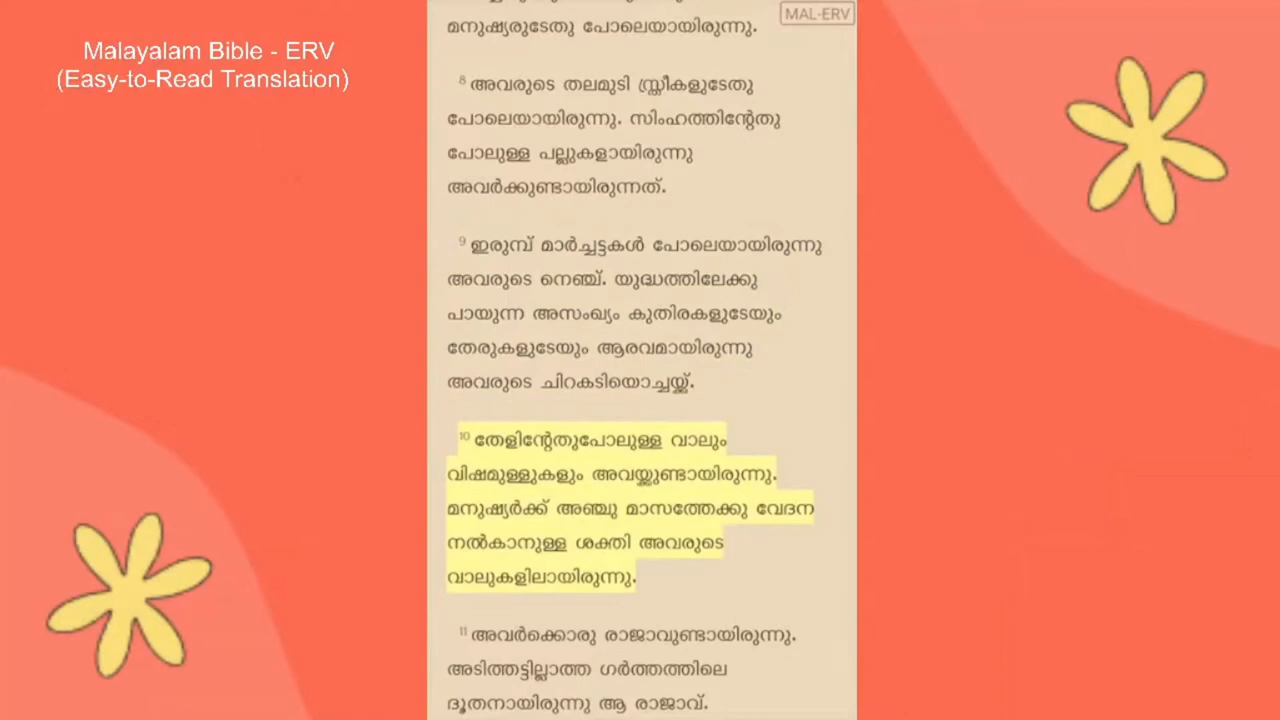 Malayalam Bible - ERV
(Easy-to-Read Translation)
MAL-ERV
മനുഷ്യരുടേതു പോലെയായിരുന്നു.
8 അവരുടെ തലമുടി സ്ത്രീകളുടേതു
പോലെയായിരുന്നു. സിംഹത്തിന്റേതു
പോലുള്ള പല്ലുകളായിരുന്നു
അവർക്കുണ്ടായിരുന്നത്.
9 ഇരുമ്പ് മാർച്ചട്ടകൾ പോലെയായിരുന്നു
അവരുടെ നെഞ്ച്. യുദ്ധത്തിലേക്കു
പായുന്ന അസംഖ്യം കുതിരകളുടേയും
തേരുകളുടേയും ആരവമായിരുന്നു
അവരുടെ ചിറകടിയൊച്ചയ്ക്ക്.
10 തേളിന്റേതുപോലുള്ള വാലും
വിഷമുള്ളുകളും അവയ്ക്കുണ്ടായിരുന്നു.
മനുഷ്യർക്ക് അഞ്ചു മാസത്തേക്കു വേദന
നൽകാനുള്ള ശക്തി അവരുടെ
വാലുകളിലായിരുന്നു.
11 അവർക്കൊരു രാജാവുണ്ടായിരുന്നു.
അടിത്തട്ടില്ലാത്ത ഗർത്തത്തിലെ
ദൂതനായിരുന്നു ആ രാജാവ്.